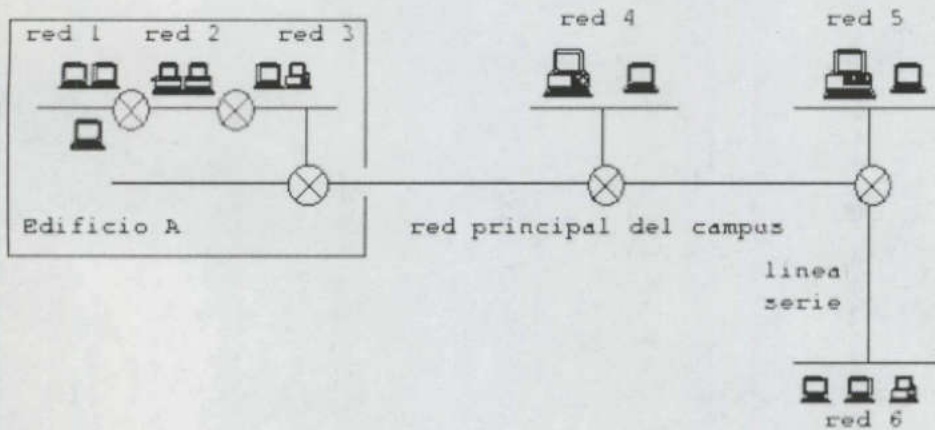 red 1 red 2 red 3
red 4
red 5
Edificio A
red principal del campus
linea
serie
red 6